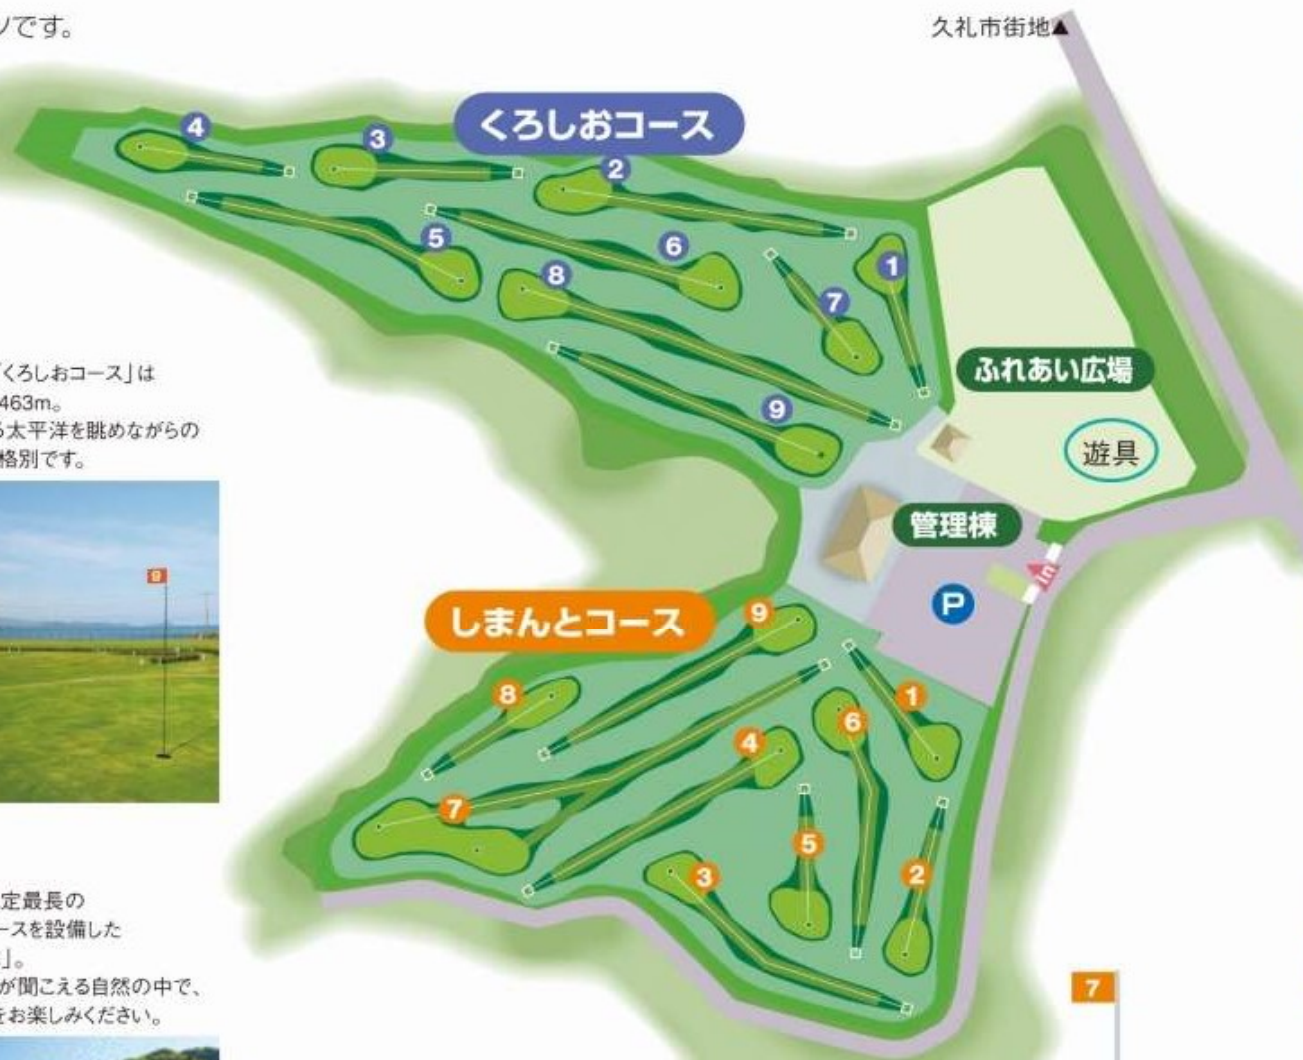 ツです。
久礼市街地▲
くろしおコース
4
3
2
1
5
6
7
8
9
「くろしおコース」は
463m。
る太平洋を眺めながらの
格別です。
9
ふれあい広場
遊具
管理棟
In
P
しまんとコース
9
8
1
6
4
7
5
3
2
定最長の
ースを設備した
」。
が聞こえる自然の中で、
をお楽しみください。
7